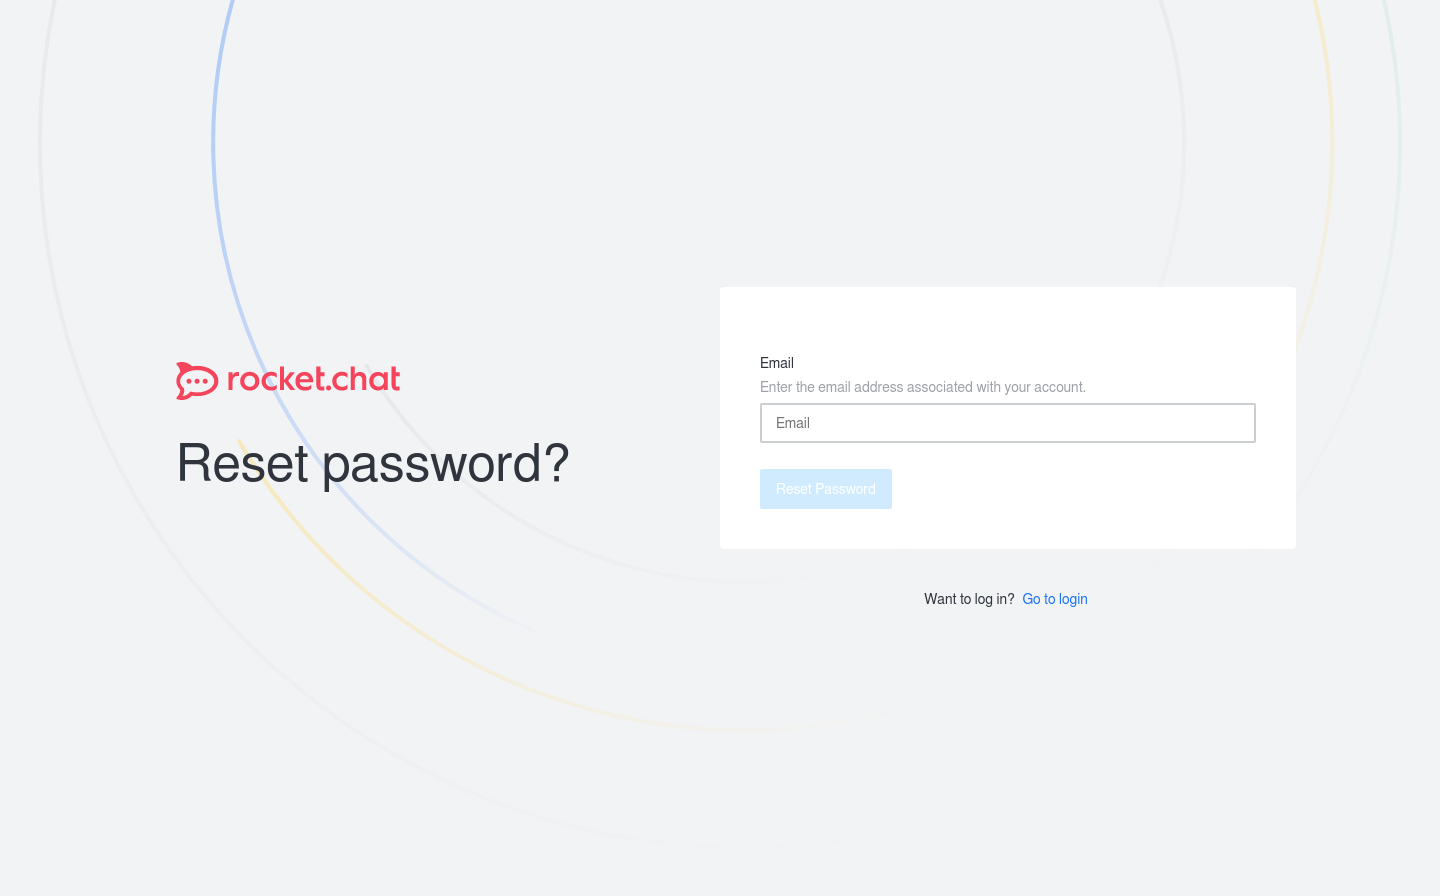 rocket.chat
Reset password?
Email
Enter the email address associated with your account.
Email
Reset Password
Want to log in? Go to login